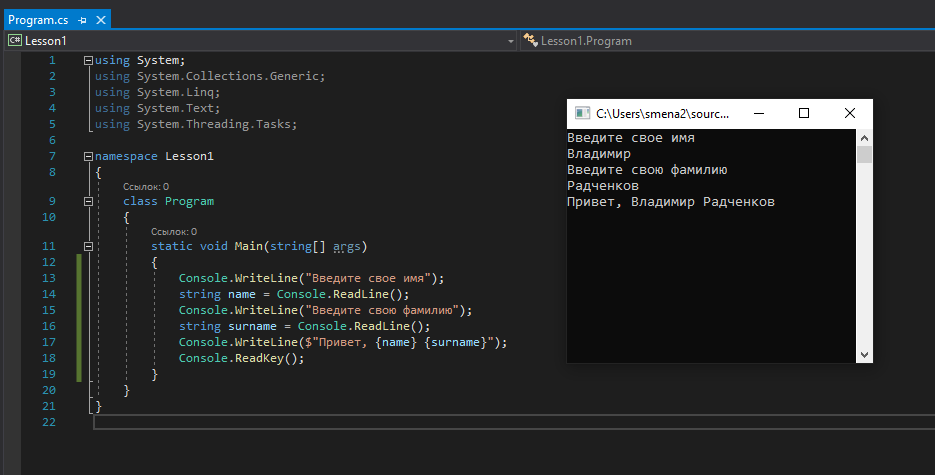 Program.cs
C# Lesson1
Lesson1.Program
1 using System;
2 using System.Collections.Generic;
3 using System.Linq;
4 using System.Text;
5 using System.Threading.Tasks;
6
7 namespace Lesson1
8 {
Ссылок: 0
9 class Program
10 {
Ссылок: 0
11 static void Main(string[] args)
12 {
13 Console.WriteLine("Введите свое имя");
14 string name = Console.ReadLine();
15 Console.WriteLine("Введите свою фамилию");
16 string surname = Console.ReadLine();
17 Console.WriteLine($"Привет, {name} {surname}");
18 Console.ReadKey();
19 }
20 }
21 }
22
C:\Users\smena2\sourc...
Введите свое имя
Владимир
Введите свою фамилию
Радченков
Привет, Владимир Радченков